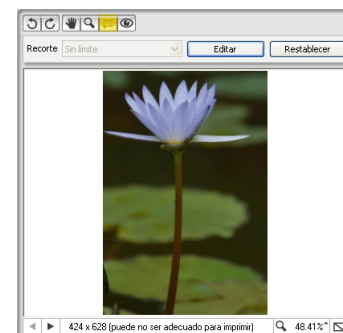 Recorte Sin límite Editar Restablecer
424 x 628 (puede no ser adecuado para imprimir) 48.41%